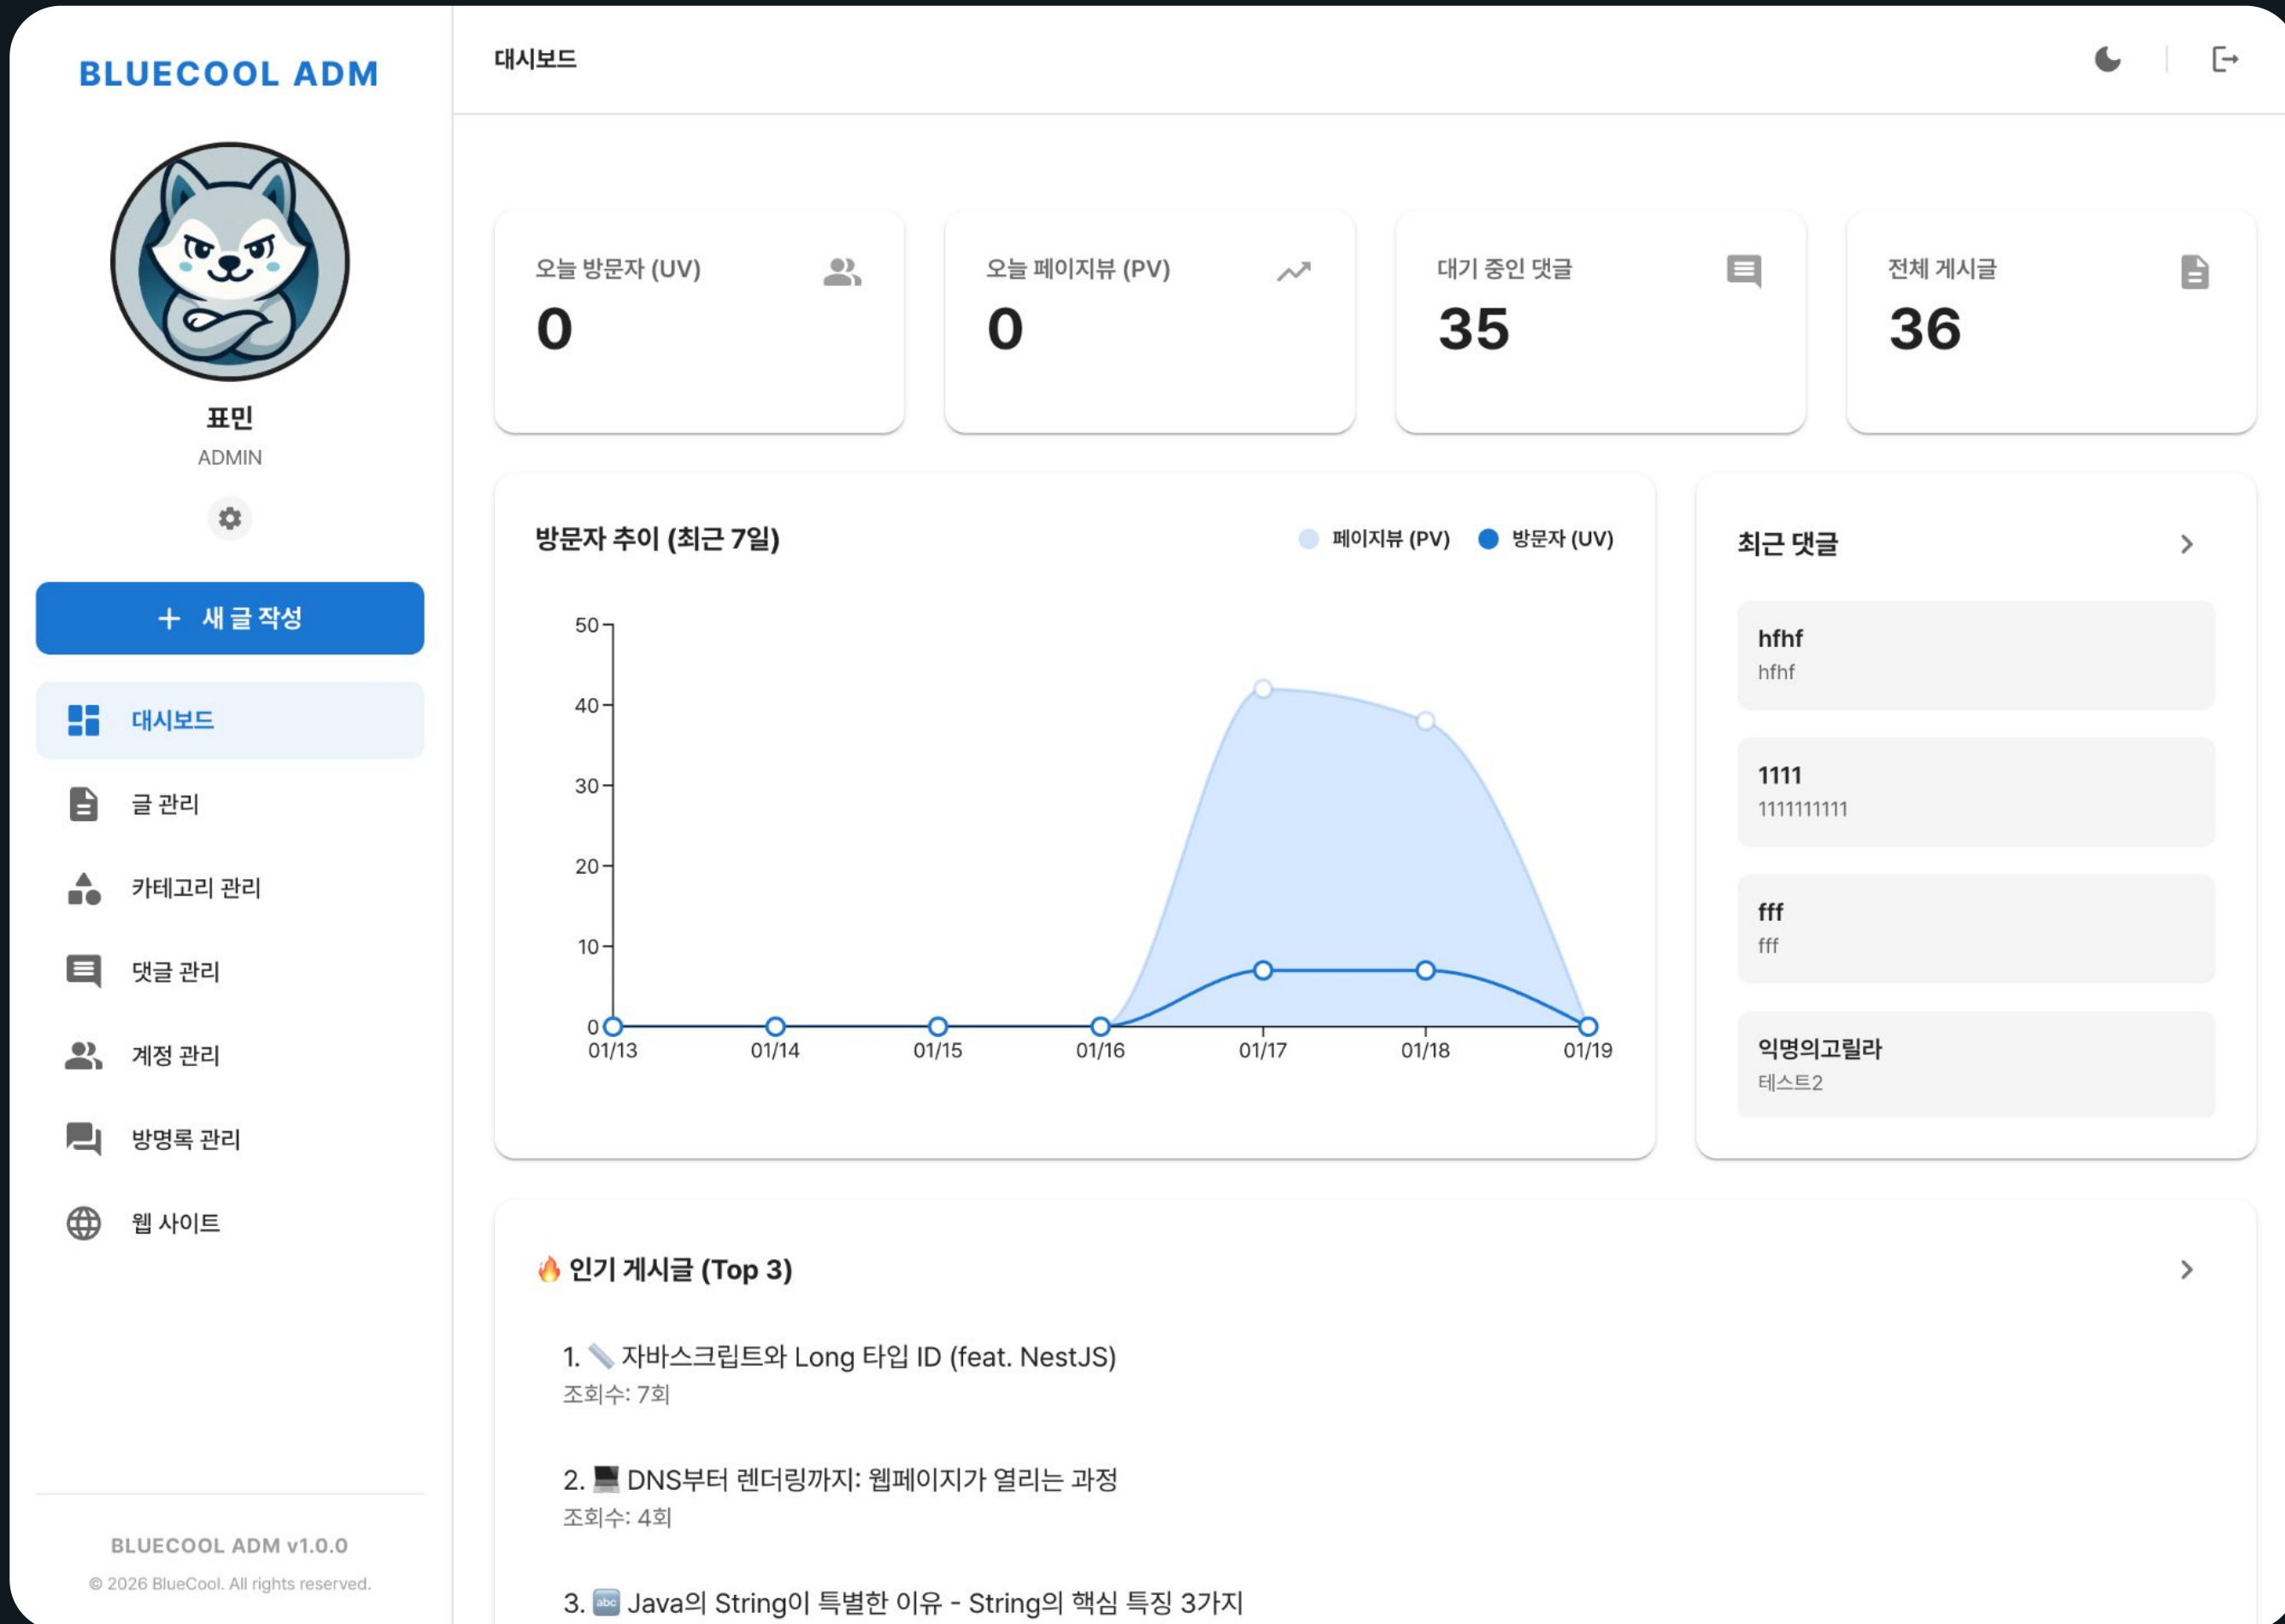 BLUECOOL ADM
표민
ADMIN
새 글 작성
대시보드
글 관리
카테고리 관리
댓글 관리
계정 관리
방명록 관리
웹 사이트
BLUECOOL ADM v1.0.0
© 2026 BlueCool. All rights reserved.
대시보드
오늘 방문자 (UV)
0
오늘 페이지뷰 (PV)
0
대기 중인 댓글
35
전체 게시글
36
방문자 추이 (최근 7일)
페이지뷰 (PV)
방문자 (UV)
50
40
30
20
10
0
01/13
01/14
01/15
01/16
01/17
01/18
01/19
최근 댓글
hfhf
hfhf
1111
1111111111
fff
fff
익명의고릴라
테스트2
🔥 인기 게시글 (Top 3)
1. 📏 자바스크립트와 Long 타입 ID (feat. NestJS)
조회수: 7회
2. 💻 DNS부터 렌더링까지: 웹페이지가 열리는 과정
조회수: 4회
3. 🔤 Java의 String이 특별한 이유 - String의 핵심 특징 3가지